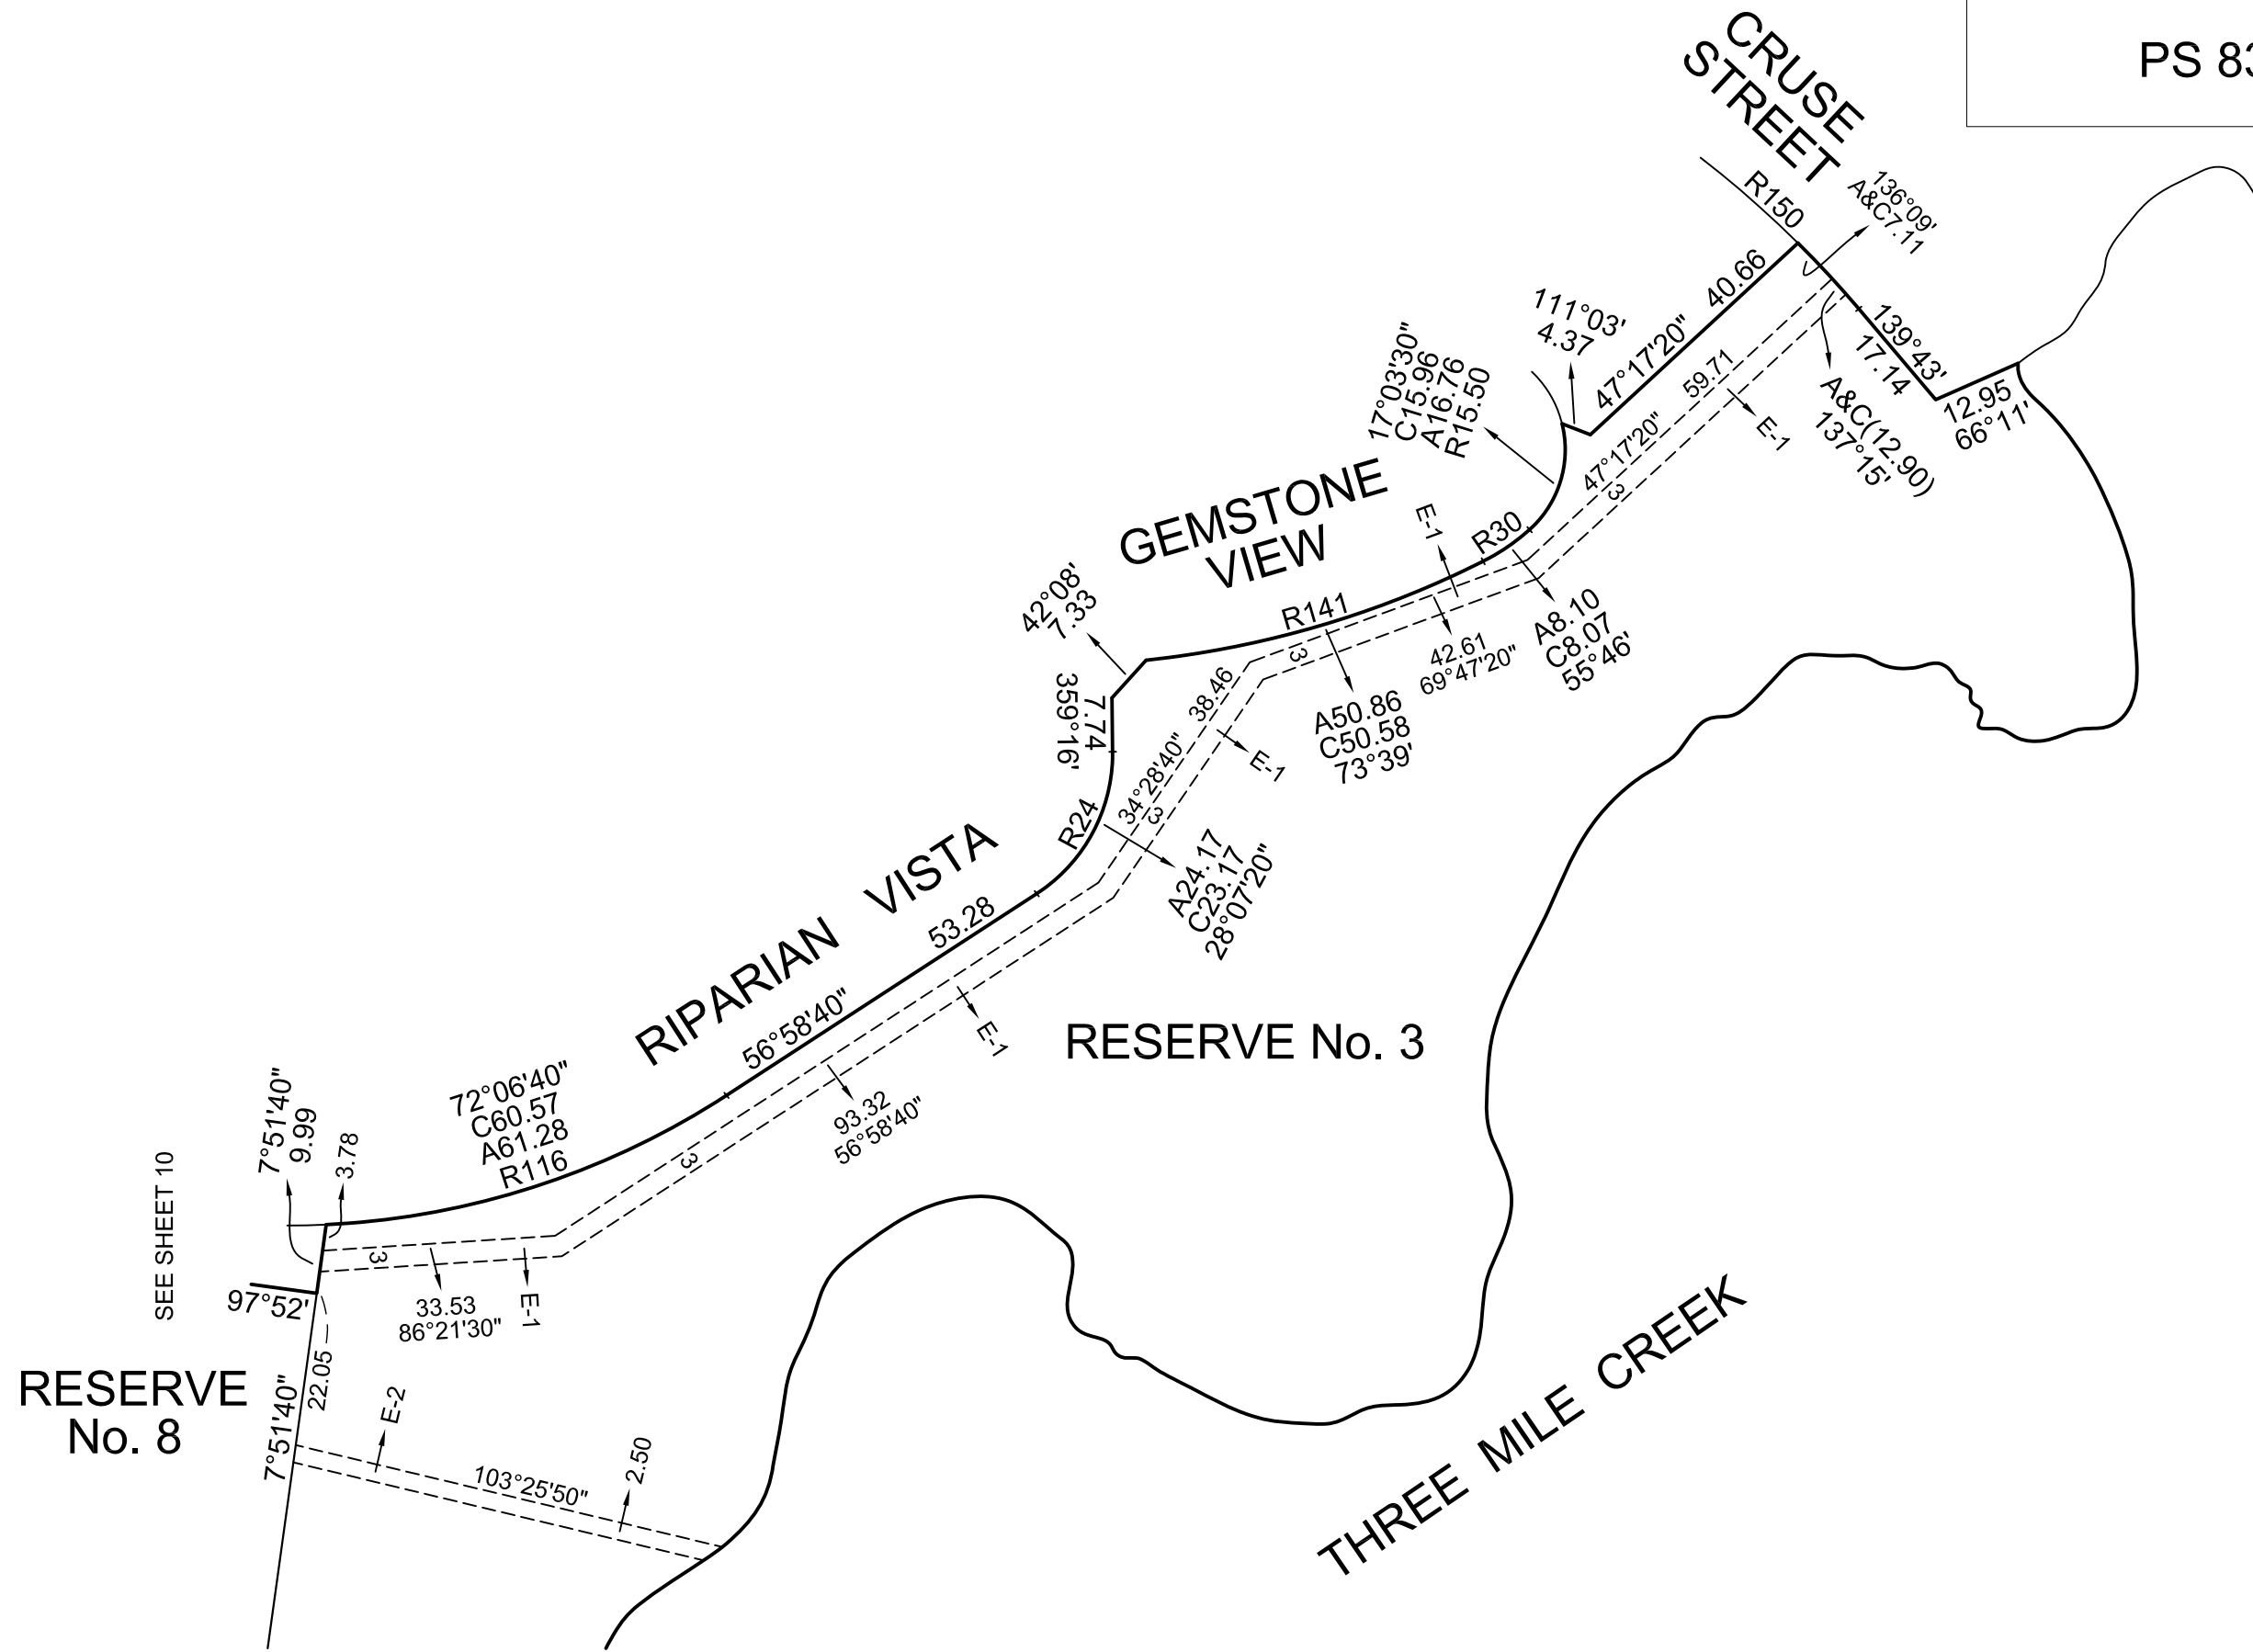 CRUSE
STREET
PS 83
R150
136°09'
A&C7.11
40.66
47°17'20"
111°03'
4.37
139°43'
17.14
12.95
66°11'
A&C(12.90)
137°15'
59.71
47°17'20"
3
E-1
17°03'30"
C15.96
A16.76
R15.50
GEMSTONE
VIEW
E-1
R30
R141
A8.10
C8.07
55°46'
42°08'
7.33
3
42.61
69°47'20"
7.74
359°16'
38.46
34°28'40"
3
E-1
A50.86
C50.58
73°39'
R24
A24.17
C23.17
28°07'20"
RIPARIAN VISTA
53.28
56°58'40"
E-1
RESERVE No. 3
72°06'40"
C60.57
A61.28
R116
3
93.32
56°58'40"
7°51'40"
9.99
3.78
SEE SHEET 10
3
97°52'
33.53
86°21'30"
E-1
RESERVE
No. 8
22.05
7°51'40"
E-2
103°25'50"
2.50
THREE MILE CREEK